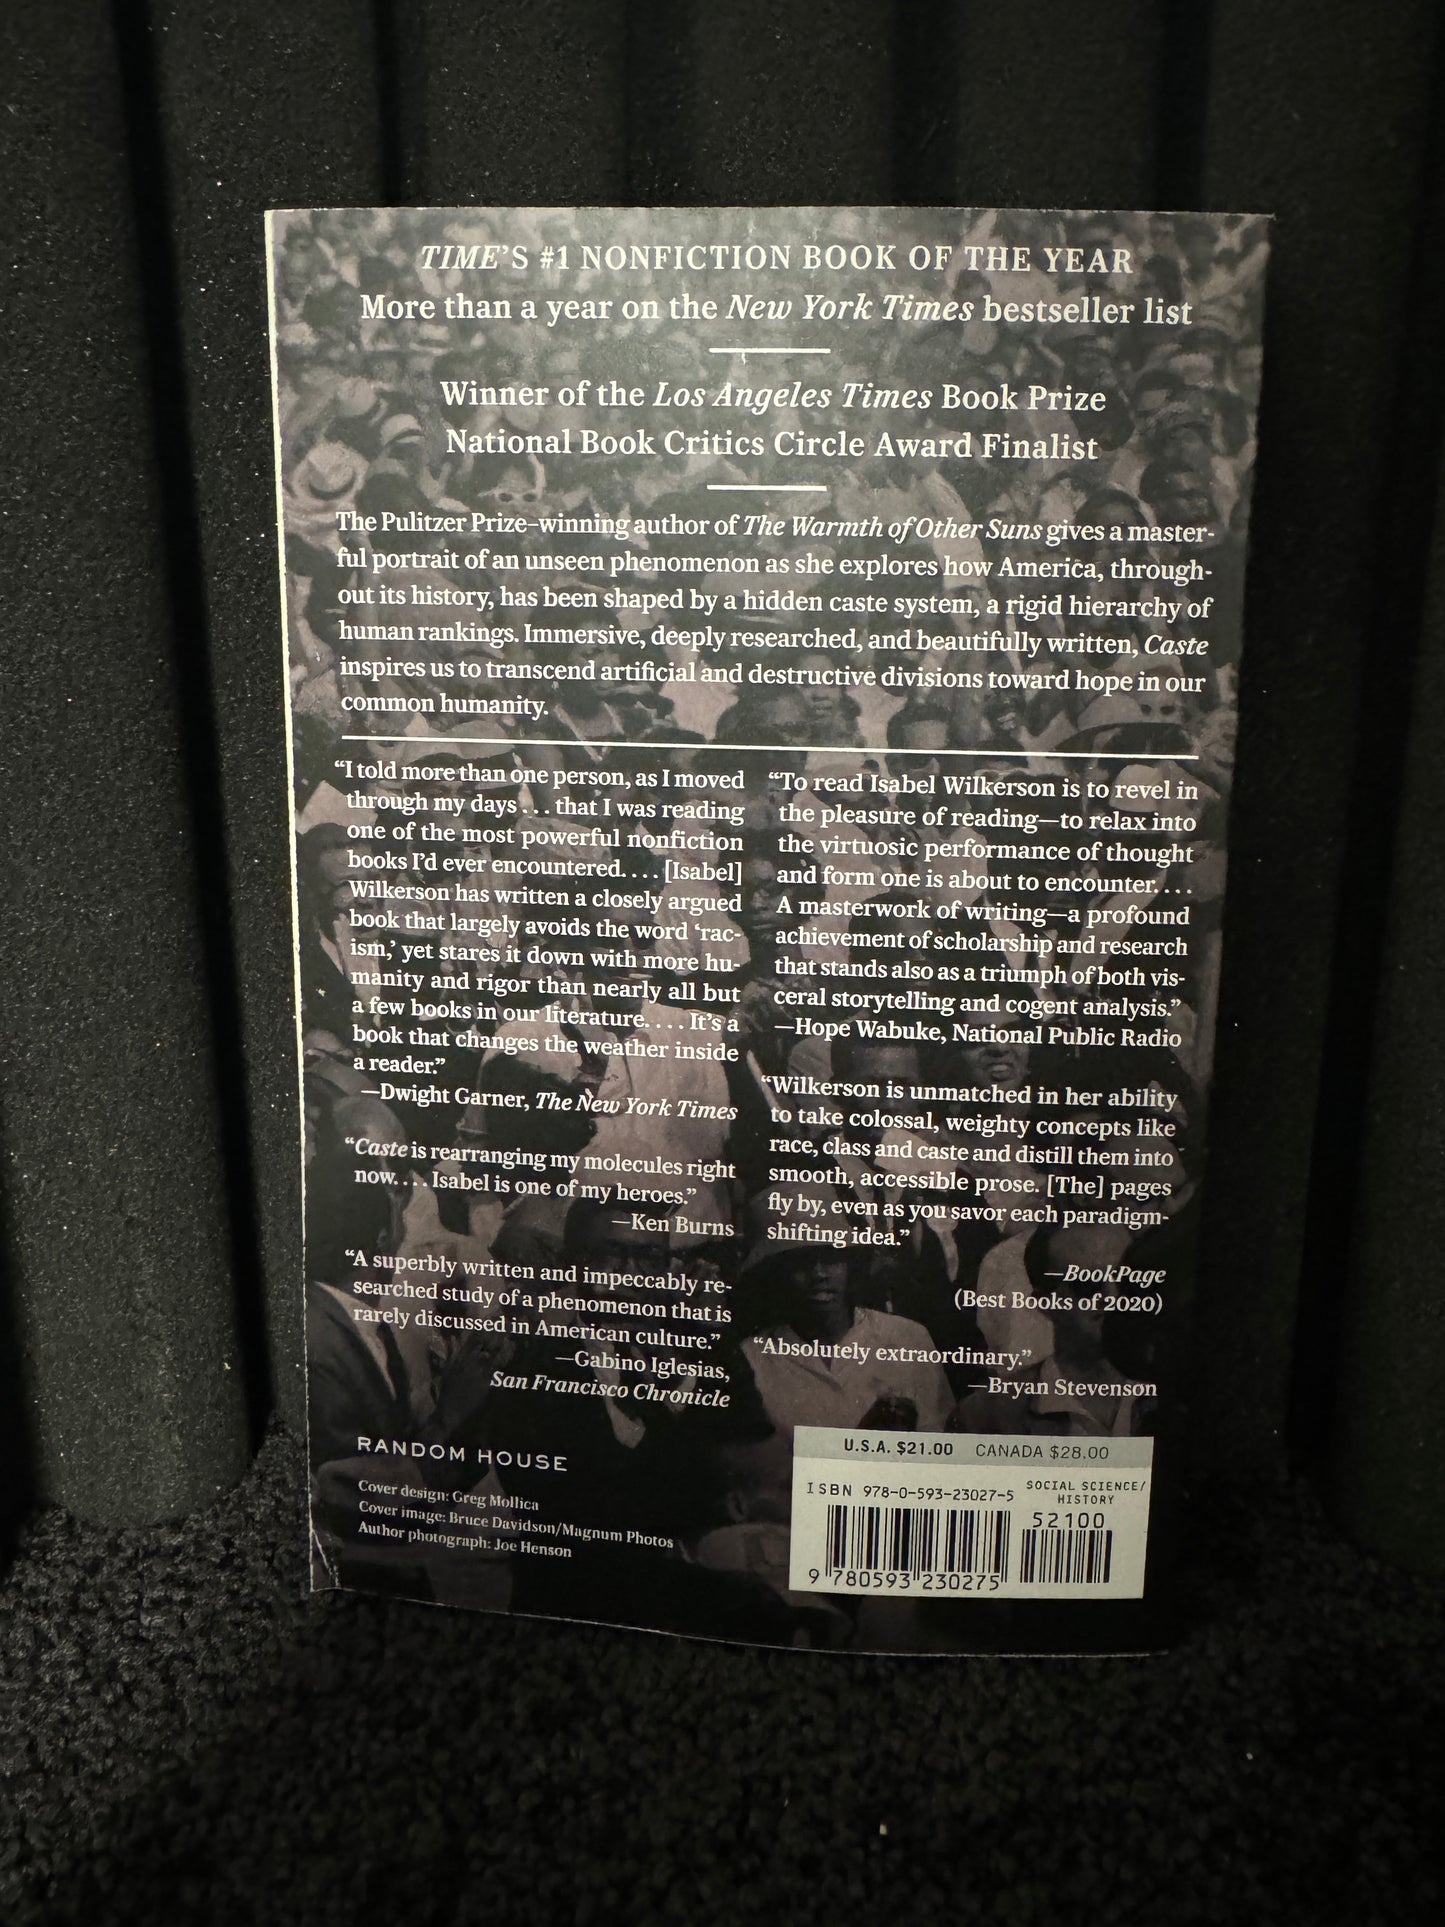 TIME'S #1 NONFICTION BOOK OF THE YEAR
More than a year on the New York Times bestseller list
Winner of the Los Angeles Times Book Prize
National Book Critics Circle Award Finalist
The Pulitzer Prize–winning author of The Warmth of Other Suns gives a master-
ful portrait of an unseen phenomenon as she explores how America, through-
out its history, has been shaped by a hidden caste system, a rigid hierarchy of
human rankings. Immersive, deeply researched, and beautifully written, Caste
inspires us to transcend artificial and destructive divisions toward hope in our
common humanity.
“I told more than one person, as I moved
through my days . . . that I was reading
one of the most powerful nonfiction
books I’d ever encountered. . . . [Isabel]
Wilkerson has written a closely argued
book that largely avoids the word ‘rac-
ism,’ yet stares it down with more hu-
manity and rigor than nearly all but
a few books in our literature. . . . It’s a
book that changes the weather inside
a reader.”
—Dwight Garner, The New York Times
“Caste is rearranging my molecules right
now. . . . Isabel is one of my heroes.”
—Ken Burns
“A superbly written and impeccably re-
searched study of a phenomenon that is
rarely discussed in American culture.”
—Gabino Iglesias,
San Francisco Chronicle
“To read Isabel Wilkerson is to revel in
the pleasure of reading—to relax into
the virtuosic performance of thought
and form one is about to encounter. . . .
A masterwork of writing—a profound
achievement of scholarship and research
that stands also as a triumph of both vis-
ceral storytelling and cogent analysis.”
—Hope Wabuke, National Public Radio
“Wilkerson is unmatched in her ability
to take colossal, weighty concepts like
race, class and caste and distill them into
smooth, accessible prose. [The] pages
fly by, even as you savor each paradigm-
shifting idea.”
—BookPage
(Best Books of 2020)
“Absolutely extraordinary.”
—Bryan Stevenson
RANDOM HOUSE
Cover design: Greg Mollica
Cover image: Bruce Davidson/Magnum Photos
Author photograph: Joe Henson
U.S.A. $21.00 CANADA $28.00
ISBN 978-0-593-23027-5
SOCIAL SCIENCE/
HISTORY
52100
9 780593 230275